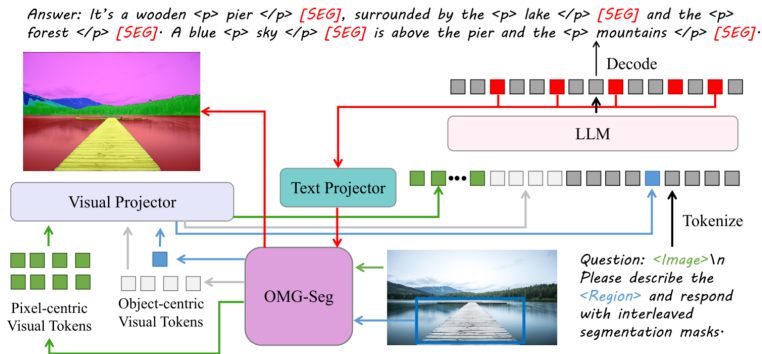 Answer: It's a wooden <p> pier </p> [SEG], surrounded by the <p> lake </p> [SEG] and the <p>
forest </p> [SEG]. A blue <p> sky </p> [SEG] is above the pier and the <p> mountains </p> [SEG].
Decode
LLM
Text Projector
Visual Projector
Tokenize
Question: <Image>\n
Please describe the
<Region> and respond
with interleaved
segmentation masks.
OMG-Seg
Pixel-centric
Visual Tokens
Object-centric
Visual Tokens